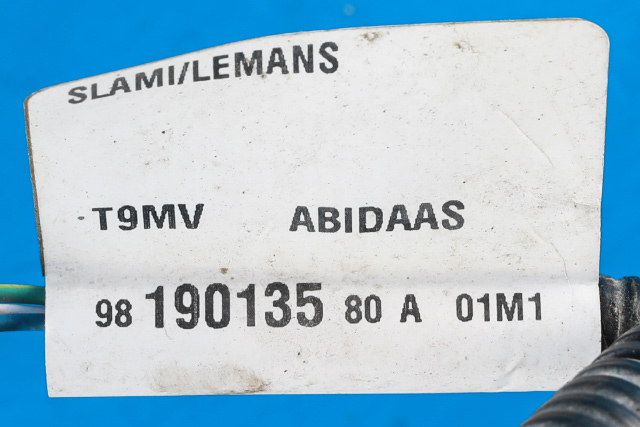 SLAMI/LEMANS
T9MV ABIDAAS
98 190135 80 A 01M1